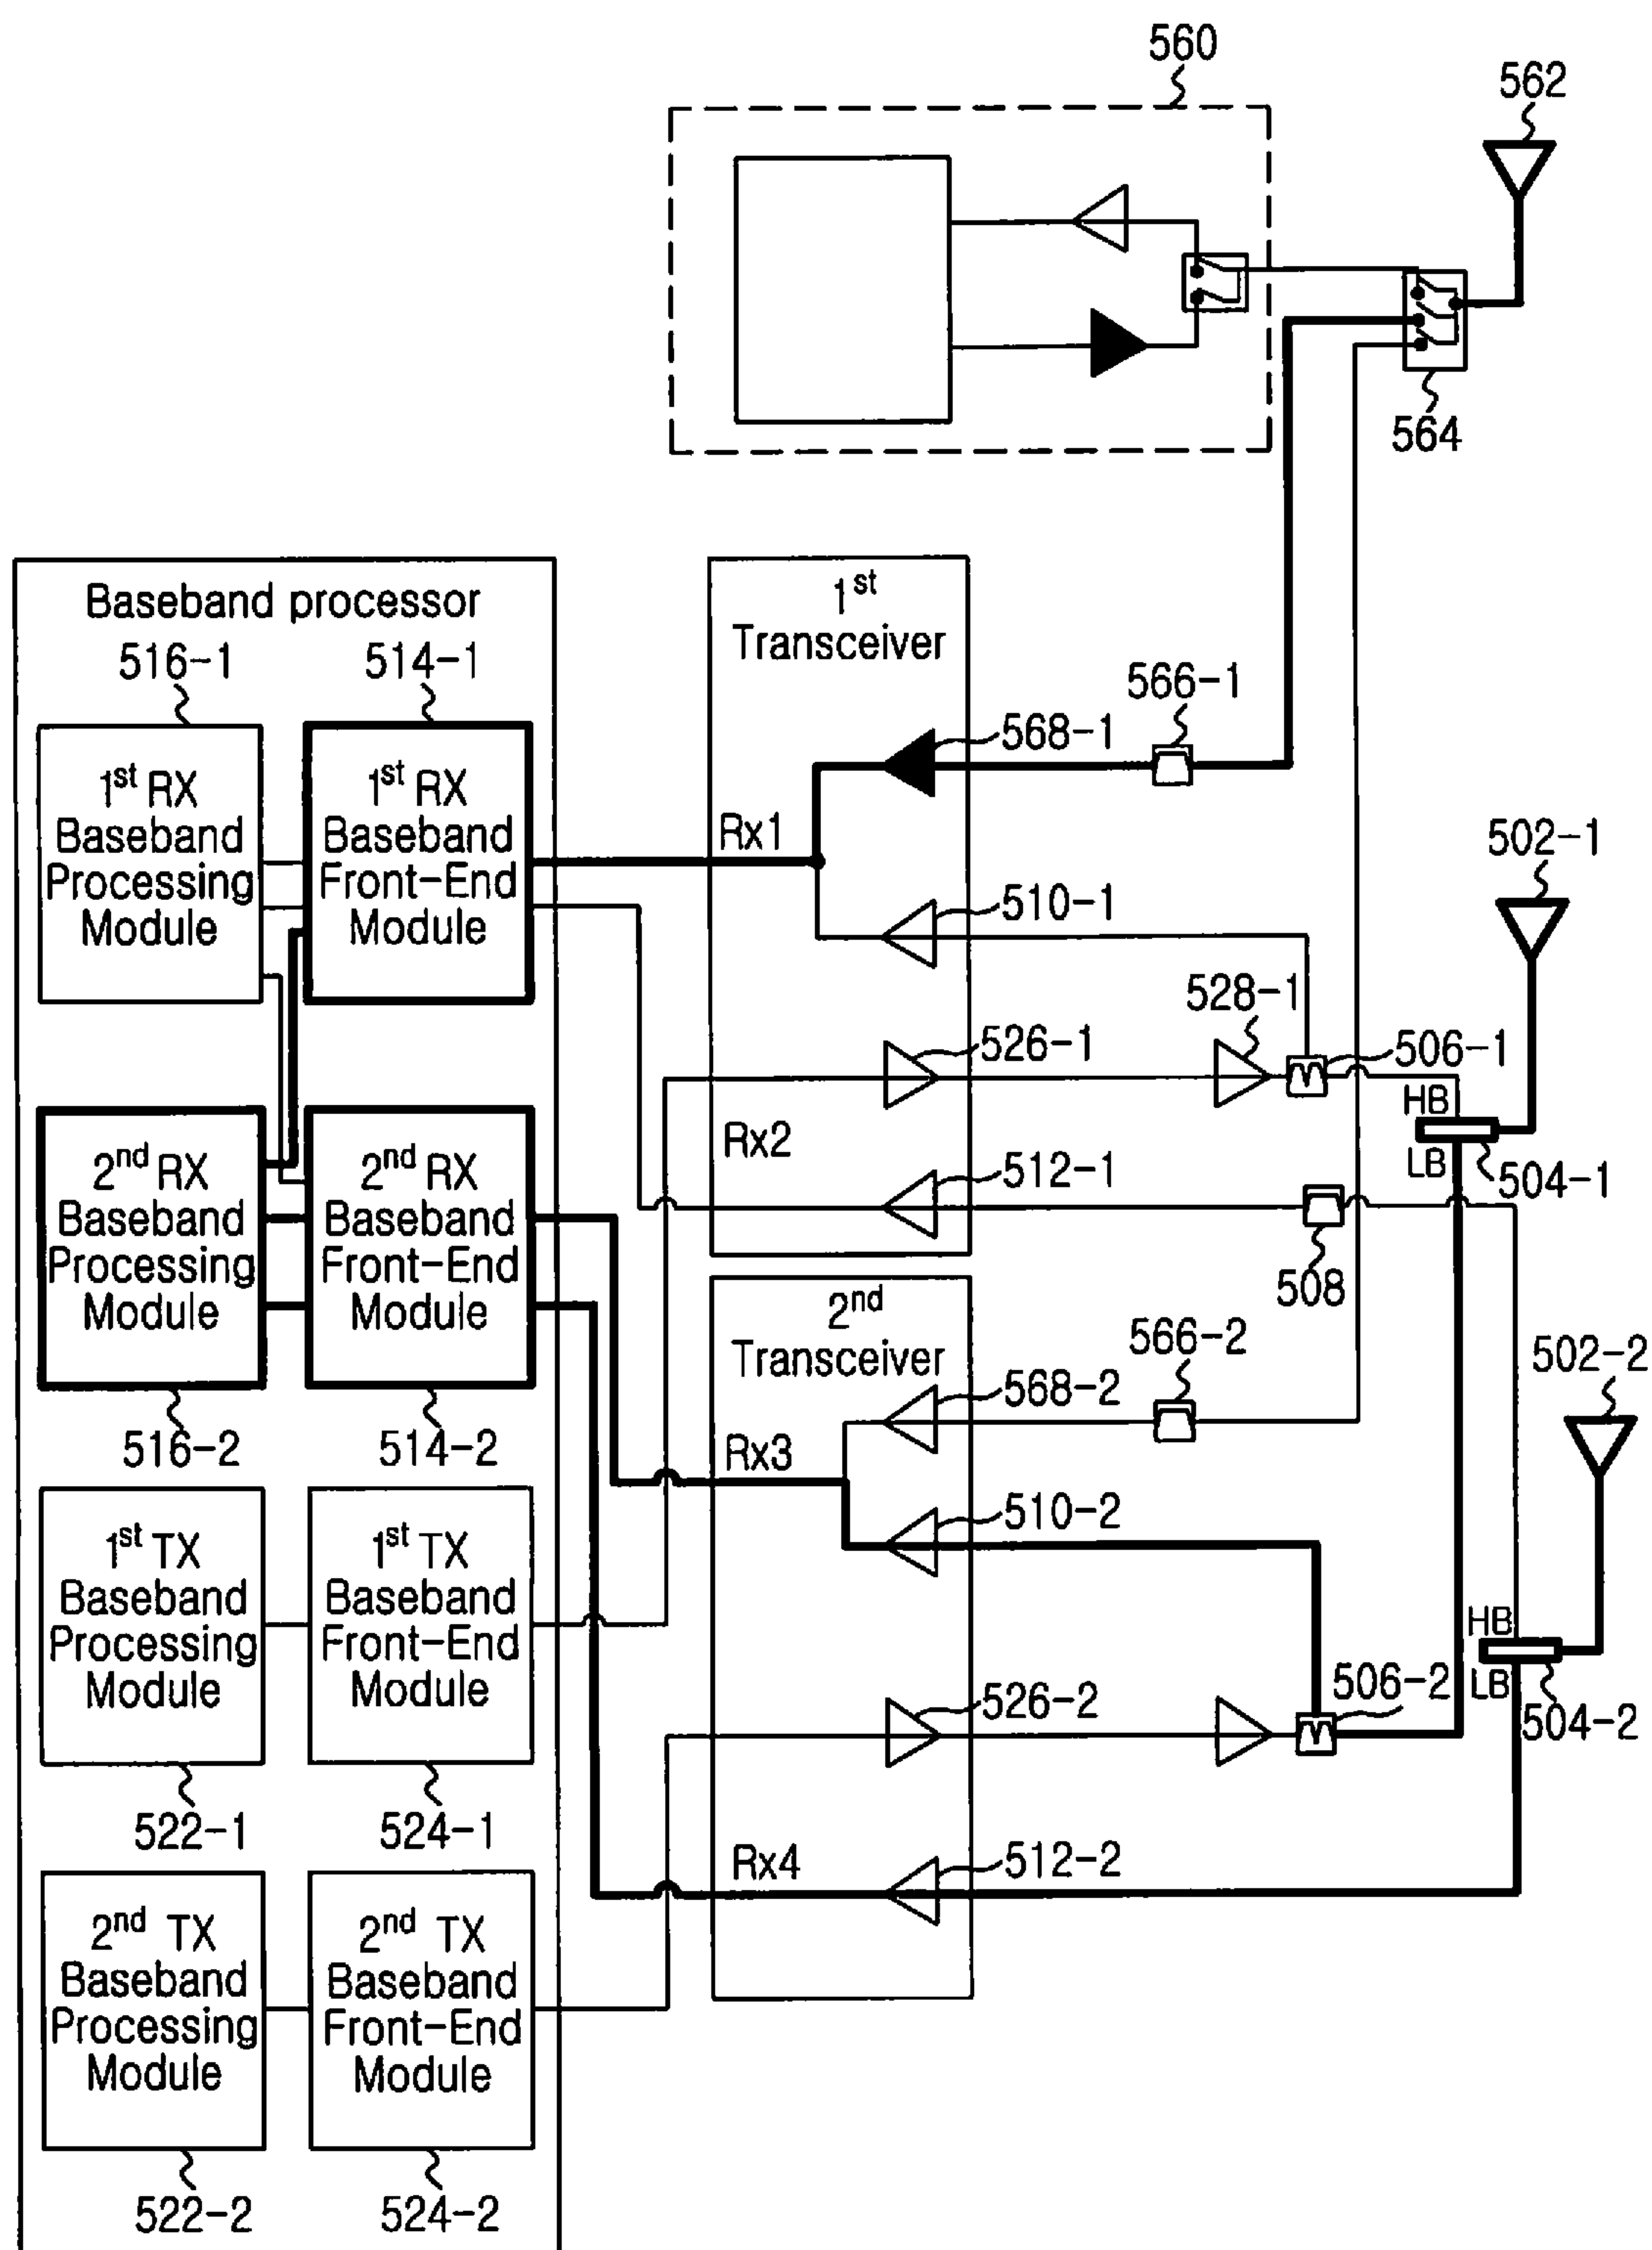 560
562
564
Baseband processor
516-1
514-1
1st RX
Baseband
Processing
Module
1st RX
Baseband
Front-End
Module
1st
Transceiver
568-1
566-1
Rx1
510-1
502-1
528-1
526-1
506-1
HB
LB
504-1
Rx2
512-1
508
2nd RX
Baseband
Processing
Module
2nd RX
Baseband
Front-End
Module
516-2
514-2
2nd
Transceiver
566-2
568-2
502-2
Rx3
510-2
1st TX
Baseband
Processing
Module
1st TX
Baseband
Front-End
Module
HB
LB
504-2
506-2
526-2
522-1
524-1
Rx4
512-2
2nd TX
Baseband
Processing
Module
2nd TX
Baseband
Front-End
Module
522-2
524-2